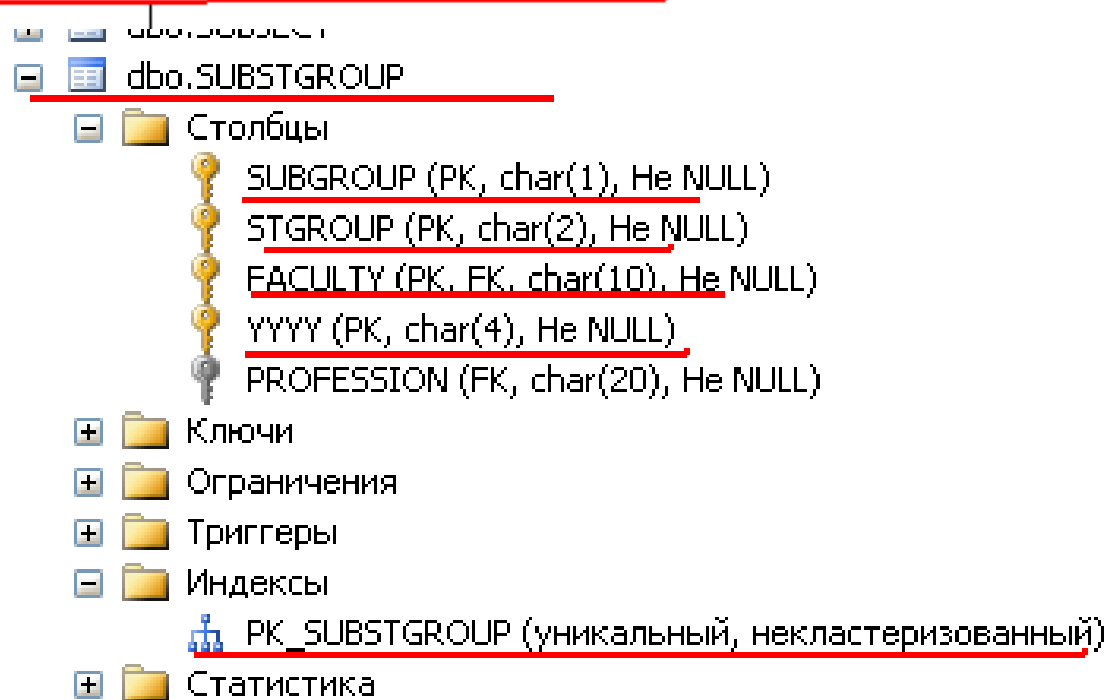 dbo.SUBJECT
dbo.SUBSTGROUP
Столбцы
SUBGROUP (PK, char(1), Не NULL)
STGROUP (PK, char(2), Не NULL)
FACULTY (PK, FK, char(10), Не NULL)
YYYY (PK, char(4), Не NULL)
PROFESSION (FK, char(20), Не NULL)
Ключи
Ограничения
Триггеры
Индексы
PK_SUBSTGROUP (уникальный, некластеризованный)
Статистика